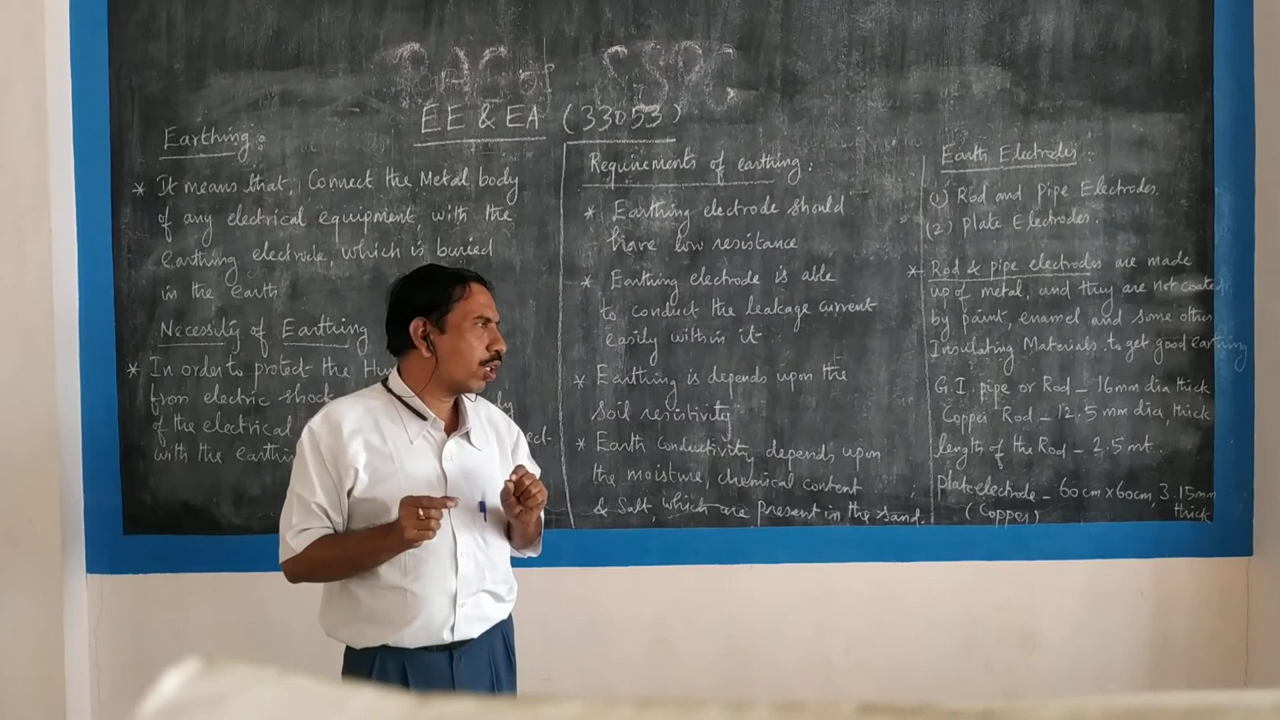 EE & EA (33053)
Earthing :
* It means that, Connect the Metal body
of any electrical equipment, with the
earthing electrode, which is buried
in the earth
Necessity of Earthing
* In order to protect the
from electric shock
of the electrical
with the
Requirements of earthing :
* Earthing electrode should
have low resistance
* Earthing electrode is able
to conduct the leakage current
easily within it
* Earthing is depends upon the
soil resistivity
* Earth conductivity depends upon
the moisture, chemical content
& Salt, which are present in the sand.
Earth Electrodes :
(1) Rod and pipe Electrodes.
(2) Plate Electrodes.
* Rod & pipe electrodes are made
up of metal, and they are not coated
by paint, enamel and some other
Insulating Materials. to get good earthing
G.I. pipe or Rod - 16mm dia thick
Copper Rod - 12.5 mm dia, thick
length of the Rod - 2.5 mt.
Plate electrode - 60 cm x 60cm, 3.15mm
(Copper) thick